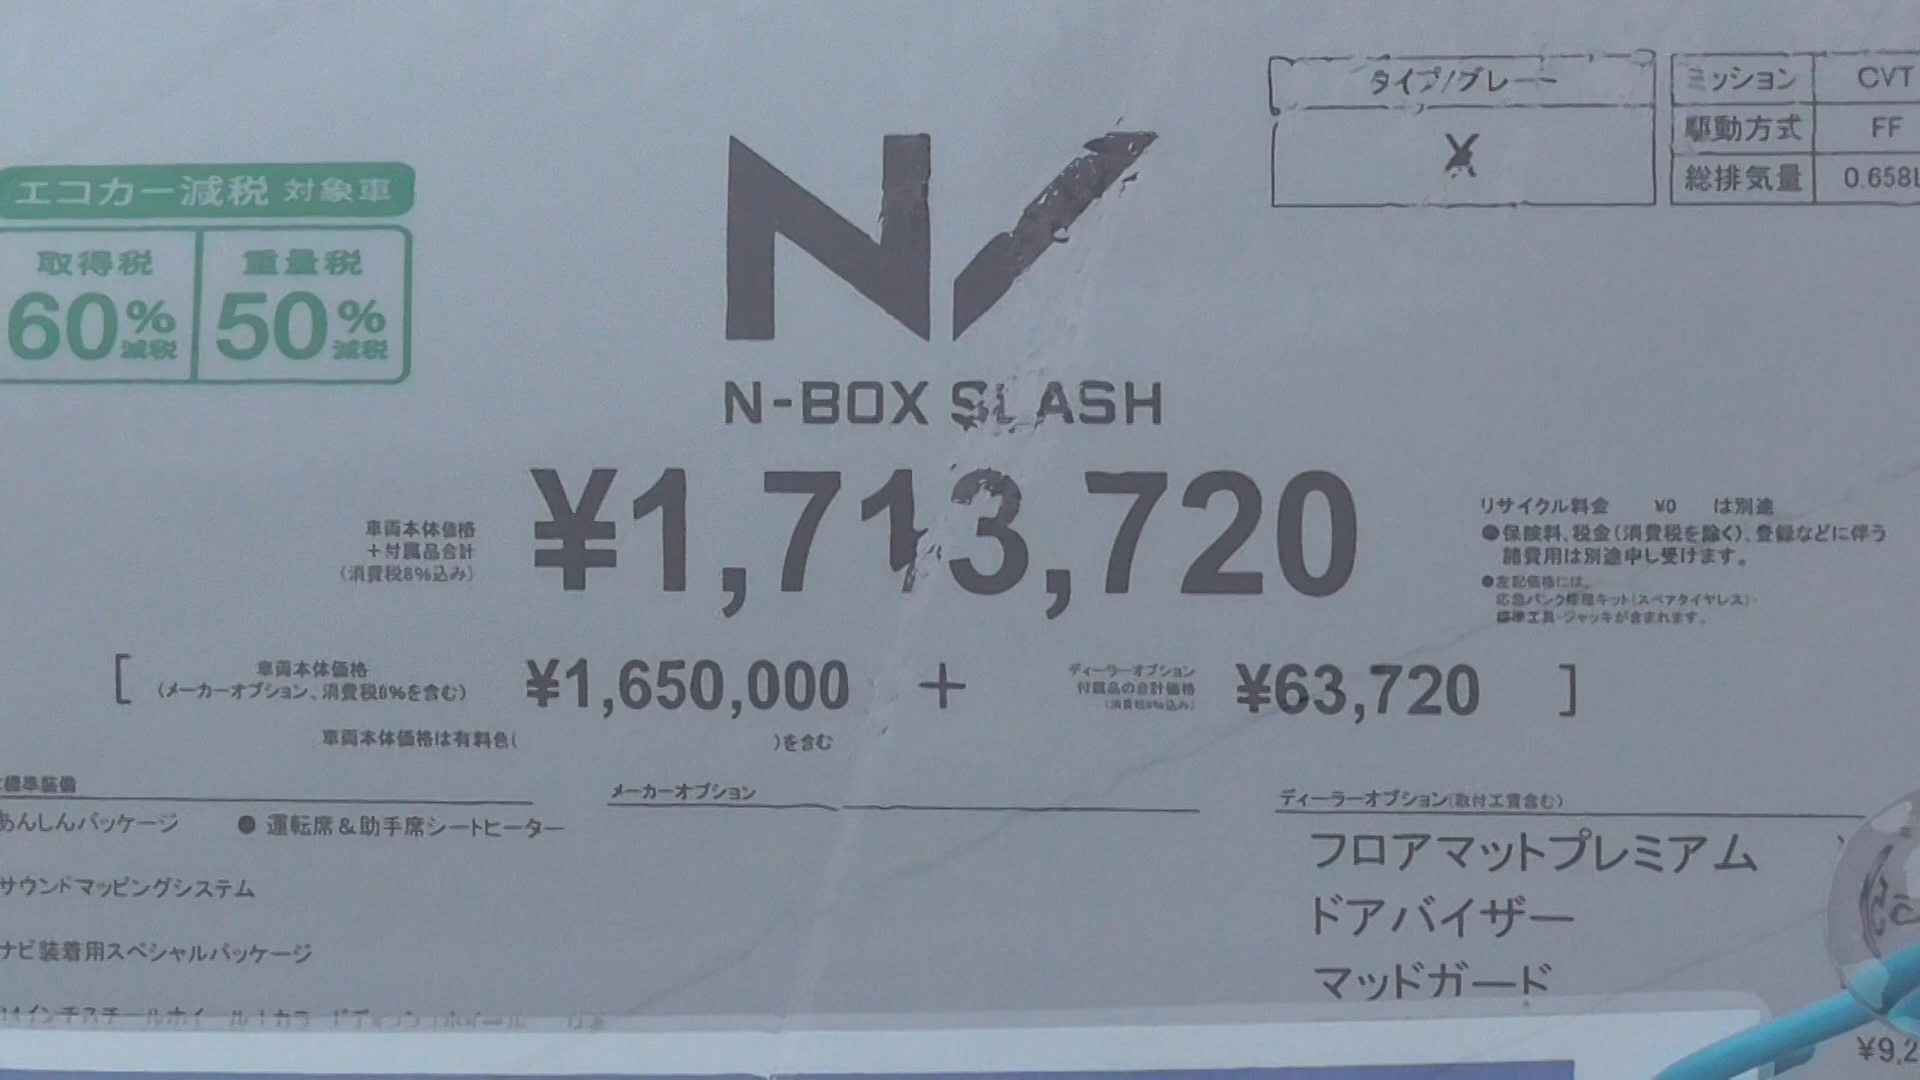 タイプ/グレー
X
ミッション CVT
駆動方式 FF
総排気量 0.658L
エコカー減税 対象車
取得税 60%減税
重量税 50%減税
N-BOX SLASH
車両本体価格
+付属品合計
(消費税8%込み)
¥1,713,720
リサイクル料金 ¥0 は別途
●保険料、税金(消費税を除く)、登録などに伴う
諸費用は別途申し受けます。
●左記価格には、
応急パンク修理キット(スペアタイヤレス)・
標準工具・ジャッキが含まれます。
[ 車両本体価格
(メーカーオプション、消費税8%を含む)
¥1,650,000 +
ディーラーオプション
付属品の合計価格
(消費税8%込み)
¥63,720 ]
車両本体価格は有料色( )を含む
標準装備
あんしんパッケージ ● 運転席&助手席シートヒーター
サウンドマッピングシステム
ナビ装着用スペシャルパッケージ
メーカーオプション
ディーラーオプション(取付工賃含む)
フロアマットプレミアム
ドアバイザー
マッドガード
¥9,2